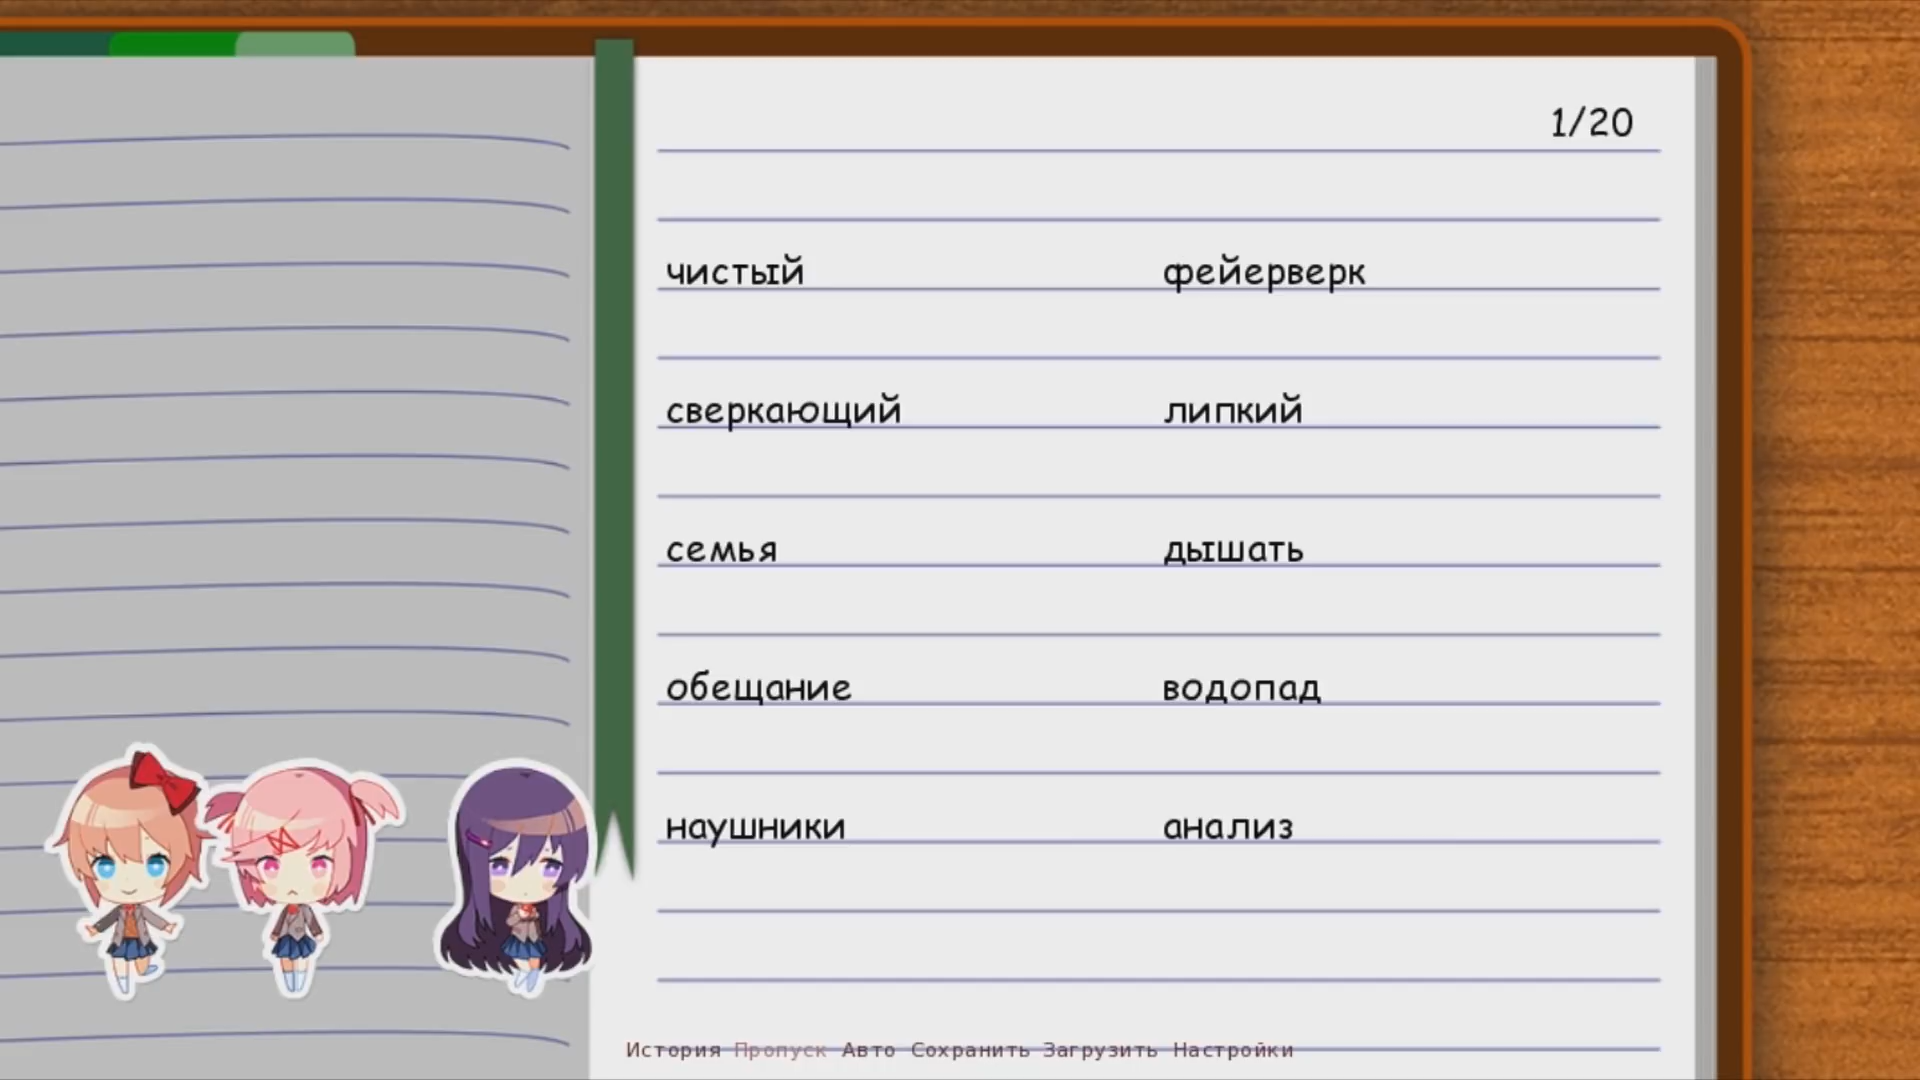 1/20
чистый фейерверк
сверкающий липкий
семья дышать
обещание водопад
наушники анализ
История Пропуск Авто Сохранить Загрузить Настройки